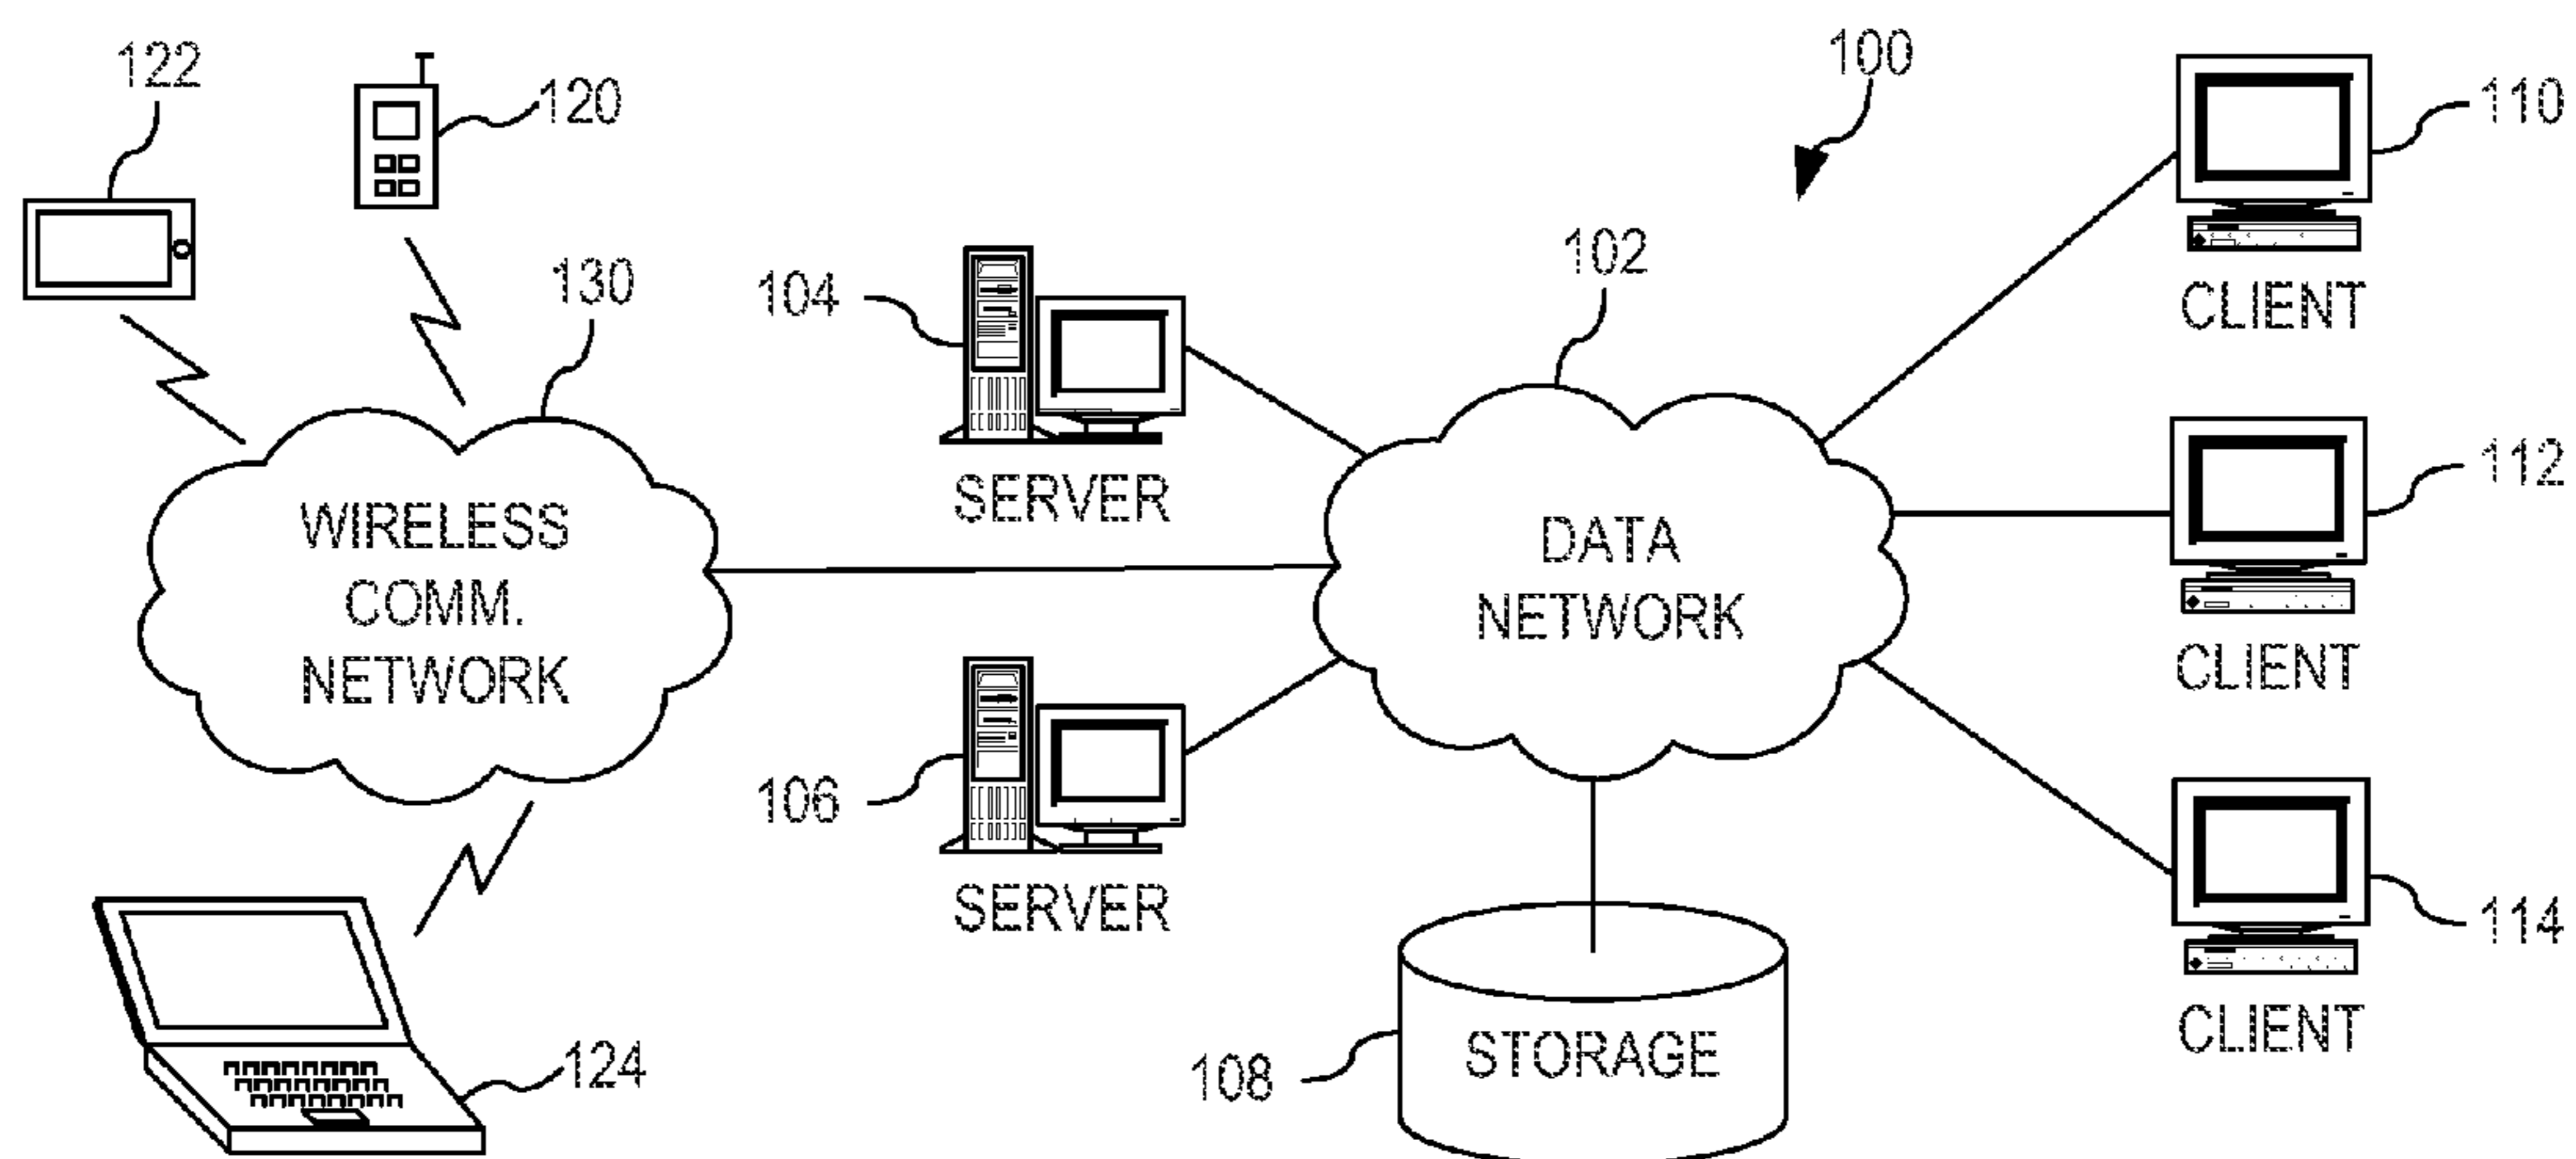 122
120
100
110
130
104
102
CLIENT
SERVER
112
WIRELESS
COMM.
NETWORK
DATA
NETWORK
CLIENT
106
SERVER
114
CLIENT
124
108
STORAGE